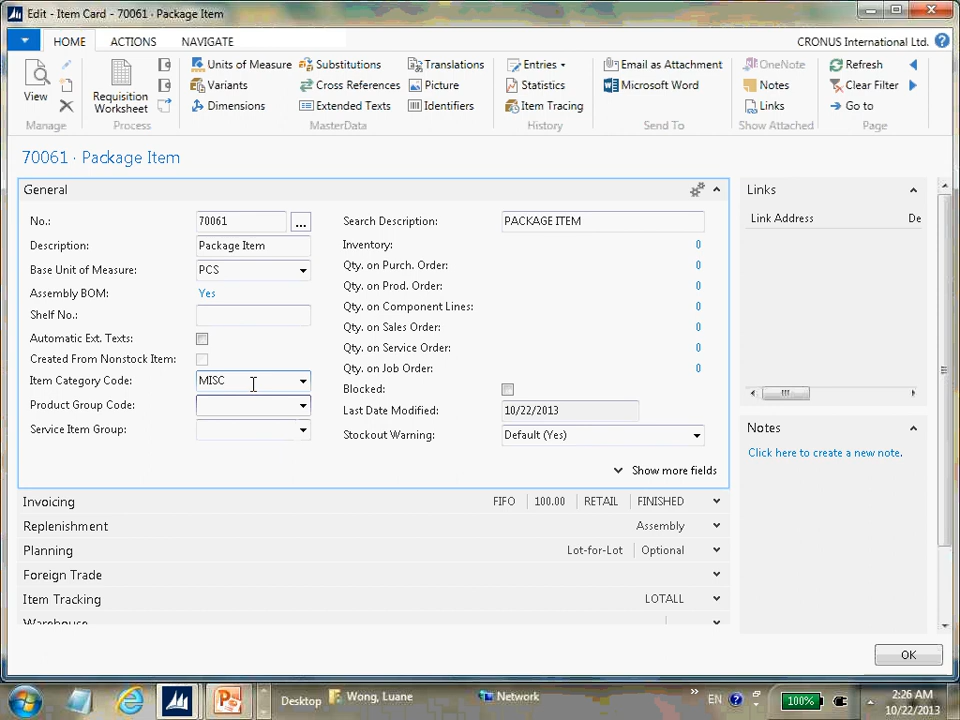 Edit - Item Card - 70061 · Package Item
HOME ACTIONS NAVIGATE CRONUS International Ltd.
View
Requisition Worksheet
Units of Measure Substitutions Translations
Variants Cross References Picture
Dimensions Extended Texts Identifiers
Entries
Statistics
Item Tracing
Email as Attachment
Microsoft Word
OneNote
Notes
Links
Refresh
Clear Filter
Go to
Manage Process MasterData History Send To Show Attached Page
70061 · Package Item
General
No.: 70061 ...
Description: Package Item
Base Unit of Measure: PCS
Assembly BOM: Yes
Shelf No.:
Automatic Ext. Texts:
Created From Nonstock Item:
Item Category Code: MISC
Product Group Code:
Service Item Group:
Search Description: PACKAGE ITEM
Inventory: 0
Qty. on Purch. Order: 0
Qty. on Prod. Order: 0
Qty. on Component Lines: 0
Qty. on Sales Order: 0
Qty. on Service Order: 0
Qty. on Job Order: 0
Blocked:
Last Date Modified: 10/22/2013
Stockout Warning: Default (Yes)
Show more fields
Invoicing FIFO 100.00 RETAIL FINISHED
Replenishment Assembly
Planning Lot-for-Lot Optional
Foreign Trade
Item Tracking LOTALL
Warehouse
Links
Link Address De
Notes
Click here to create a new note.
OK
Desktop Wong, Luane Network EN 100% 2:26 AM
10/22/2013